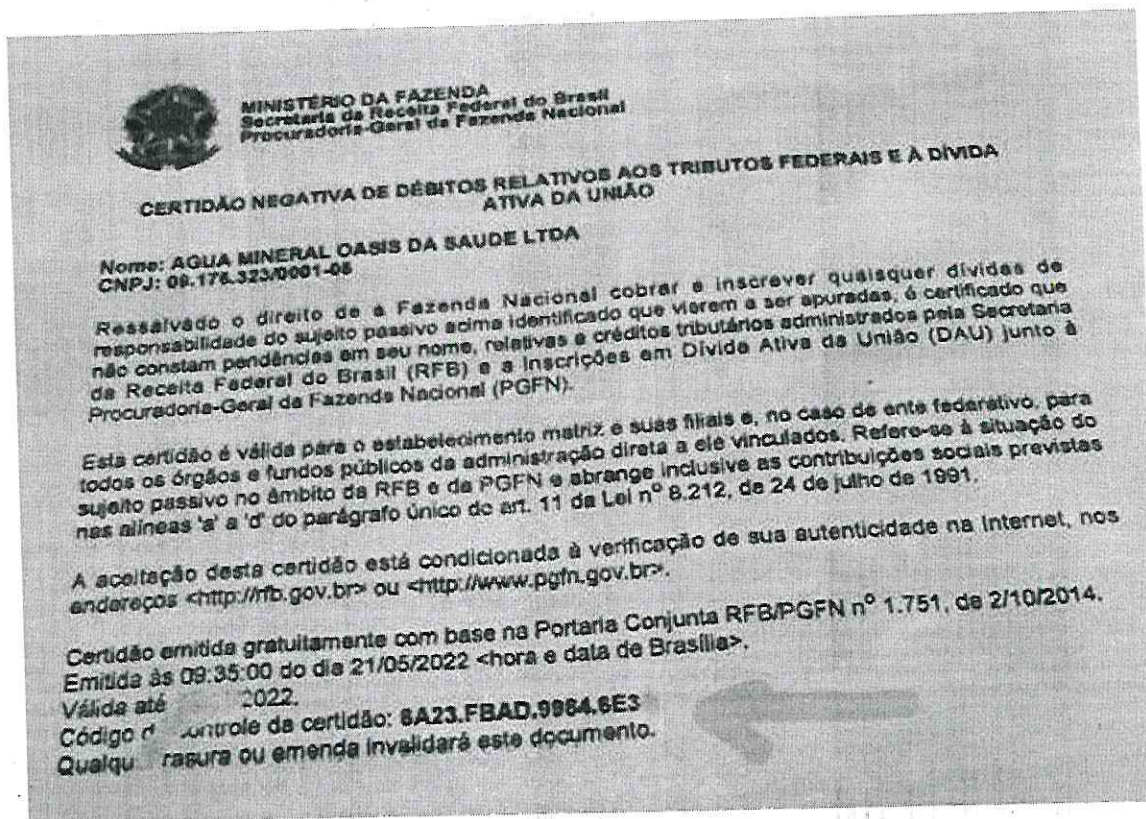 MINISTÉRIO DA FAZENDA
Secretaria da Receita Federal do Brasil
Procuradoria-Geral da Fazenda Nacional
CERTIDÃO NEGATIVA DE DÉBITOS RELATIVOS AOS TRIBUTOS FEDERAIS E À DÍVIDA
ATIVA DA UNIÃO
Nome: AGUA MINERAL OASIS DA SAUDE LTDA
CNPJ:
Ressalvado o direito de a Fazenda Nacional cobrar e inscrever quaisquer dívidas de
responsabilidade do sujeito passivo acima identificado que vierem a ser apuradas, é certificado que
não constam pendências em seu nome, relativas a créditos tributários administrados pela Secretaria
da Receita Federal do Brasil (RFB) e a inscrições em Dívida Ativa da União (DAU) junto à
Procuradoria-Geral da Fazenda Nacional (PGFN).
Esta certidão é válida para o estabelecimento matriz e suas filiais e, no caso de ente federativo, para
todos os órgãos e fundos públicos da administração direta a ele vinculados. Refere-se à situação do
sujeito passivo no âmbito da RFB e da PGFN e abrange inclusive as contribuições sociais previstas
nas alíneas 'a' a 'd' do parágrafo único do art. 11 da Lei nº 8.212, de 24 de julho de 1991.
A aceitação desta certidão está condicionada à verificação de sua autenticidade na Internet, nos
endereços <http://rfb.gov.br> ou <http://www.pgfn.gov.br>.
Certidão emitida gratuitamente com base na Portaria Conjunta RFB/PGFN nº 1.751, de 2/10/2014.
Emitida às 09:35:00 do dia 21/05/2022 <hora e data de Brasília>.
Válida até 2022.
Código da certidão: 6A23.FBAD.9984.6E3
rasura ou emenda invalidará este documento.